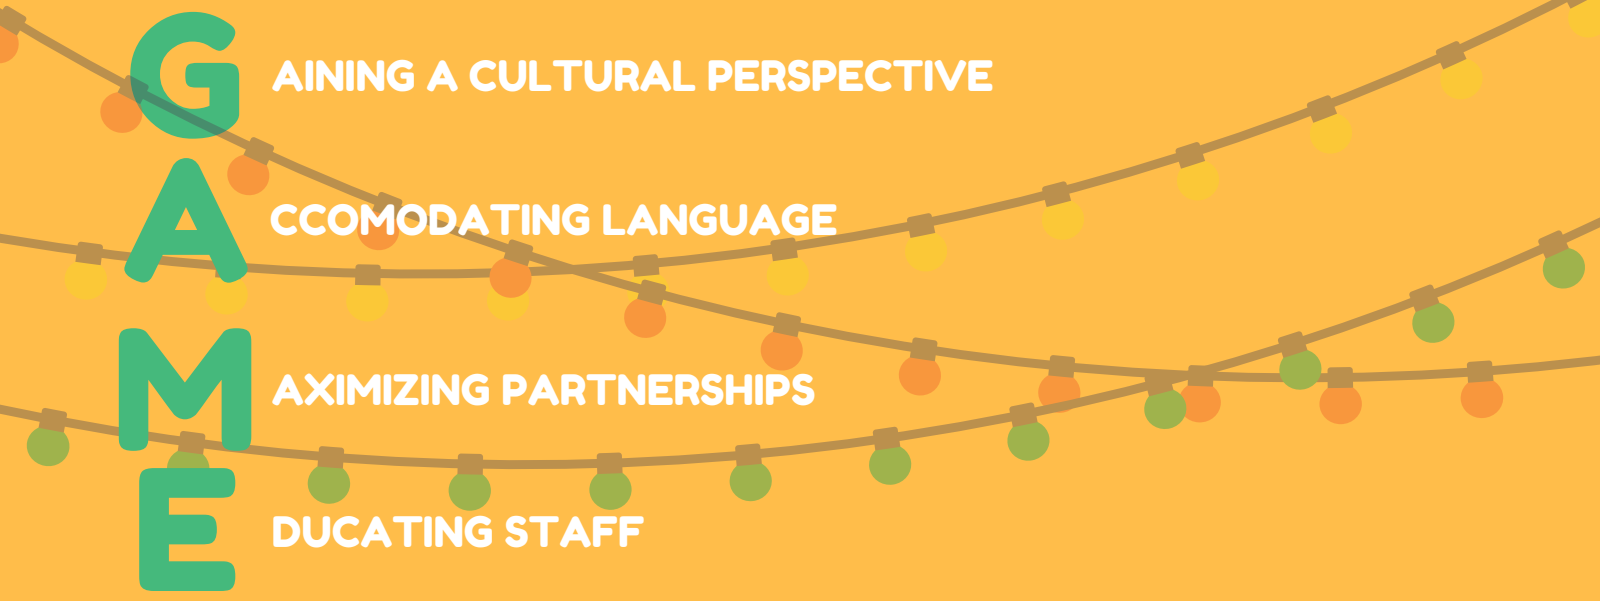 GAINING A CULTURAL PERSPECTIVE
ACCOMODATING LANGUAGE
MAXIMIZING PARTNERSHIPS
EDUCATING STAFF